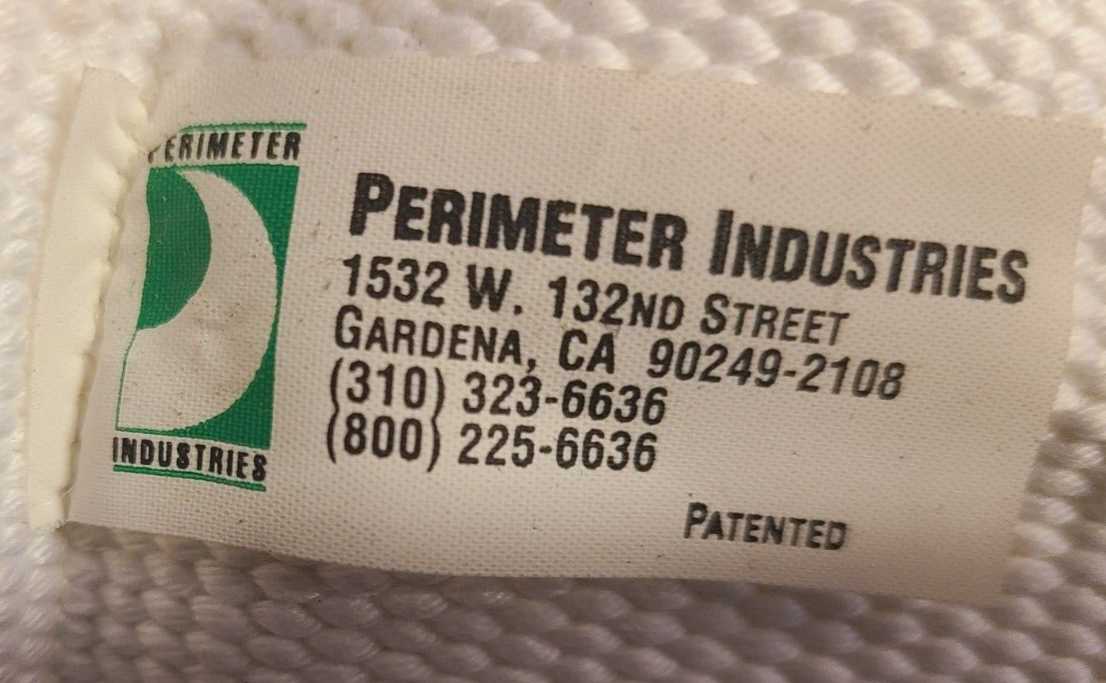 PERIMETER
INDUSTRIES
PERIMETER INDUSTRIES
1532 W. 132ND STREET
GARDENA, CA 90249-2108
(310) 323-6636
(800) 225-6636
PATENTED